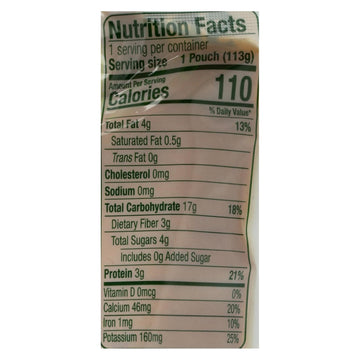 Nutrition Facts
1 serving per container
Serving size 1 Pouch (113g)
Amount Per Serving
Calories 110
% Daily Value*
Total Fat 4g 13%
Saturated Fat 0.5g
Trans Fat 0g
Cholesterol 0mg
Sodium 0mg
Total Carbohydrate 17g 18%
Dietary Fiber 3g
Total Sugars 4g
Includes 0g Added Sugar
Protein 3g 21%
Vitamin D 0mcg 0%
Calcium 46mg 20%
Iron 1mg 10%
Potassium 160mg 25%